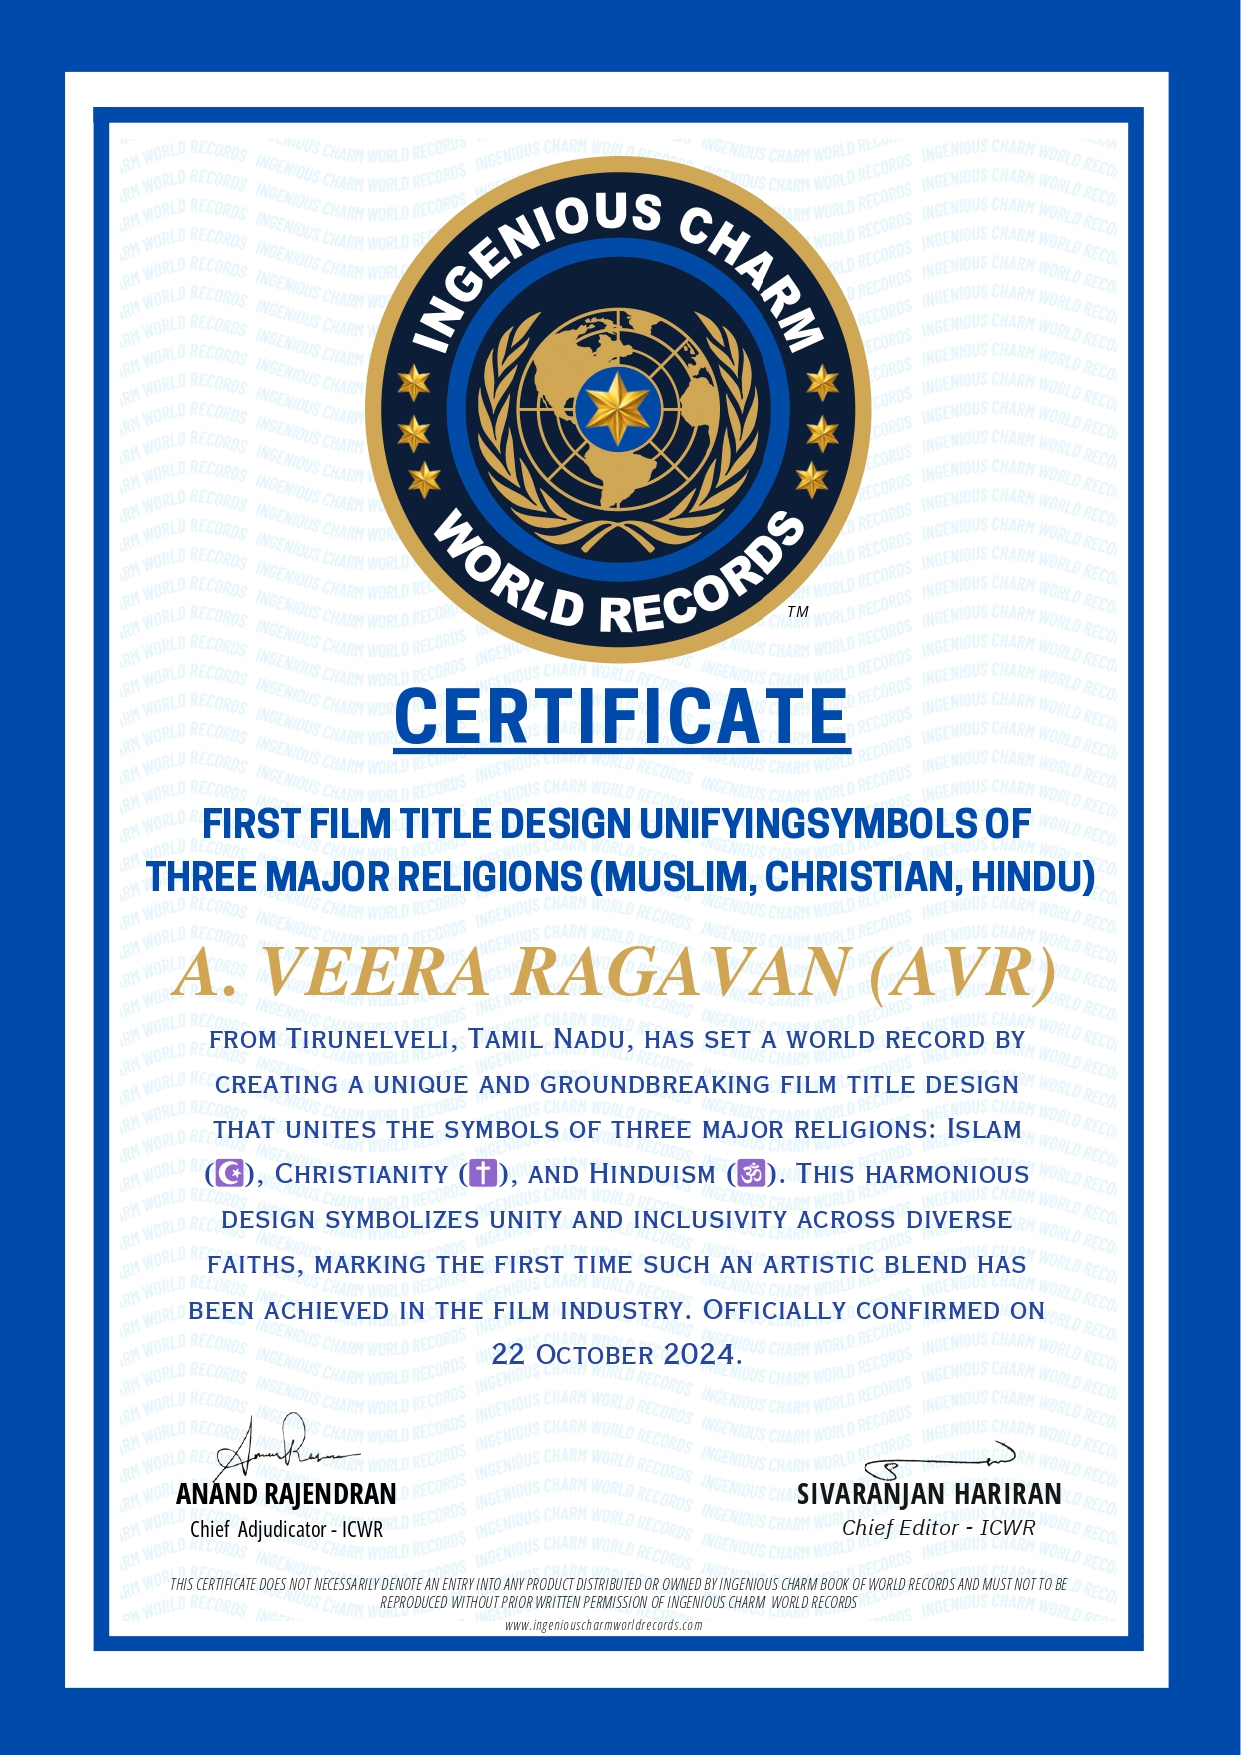 INGENIOUS CHARM
WORLD RECORDS
TM
CERTIFICATE
FIRST FILM TITLE DESIGN UNIFYINGSYMBOLS OF
THREE MAJOR RELIGIONS (MUSLIM, CHRISTIAN, HINDU)
A. VEERA RAGAVAN (AVR)
FROM TIRUNELVELI, TAMIL NADU, HAS SET A WORLD RECORD BY
CREATING A UNIQUE AND GROUNDBREAKING FILM TITLE DESIGN
THAT UNITES THE SYMBOLS OF THREE MAJOR RELIGIONS: ISLAM
(☪️), CHRISTIANITY (✝️), AND HINDUISM (🕉️). THIS HARMONIOUS
DESIGN SYMBOLIZES UNITY AND INCLUSIVITY ACROSS DIVERSE
FAITHS, MARKING THE FIRST TIME SUCH AN ARTISTIC BLEND HAS
BEEN ACHIEVED IN THE FILM INDUSTRY. OFFICIALLY CONFIRMED ON
22 OCTOBER 2024.
ANAND RAJENDRAN
Chief Adjudicator - ICWR
SIVARANJAN HARIRAN
Chief Editor - ICWR
THIS CERTIFICATE DOES NOT NECESSARILY DENOTE AN ENTRY INTO ANY PRODUCT DISTRIBUTED OR OWNED BY INGENIOUS CHARM BOOK OF WORLD RECORDS AND MUST NOT TO BE
REPRODUCED WITHOUT PRIOR WRITTEN PERMISSION OF INGENIOUS CHARM WORLD RECORDS
www.ingeniouscharmworldrecords.com